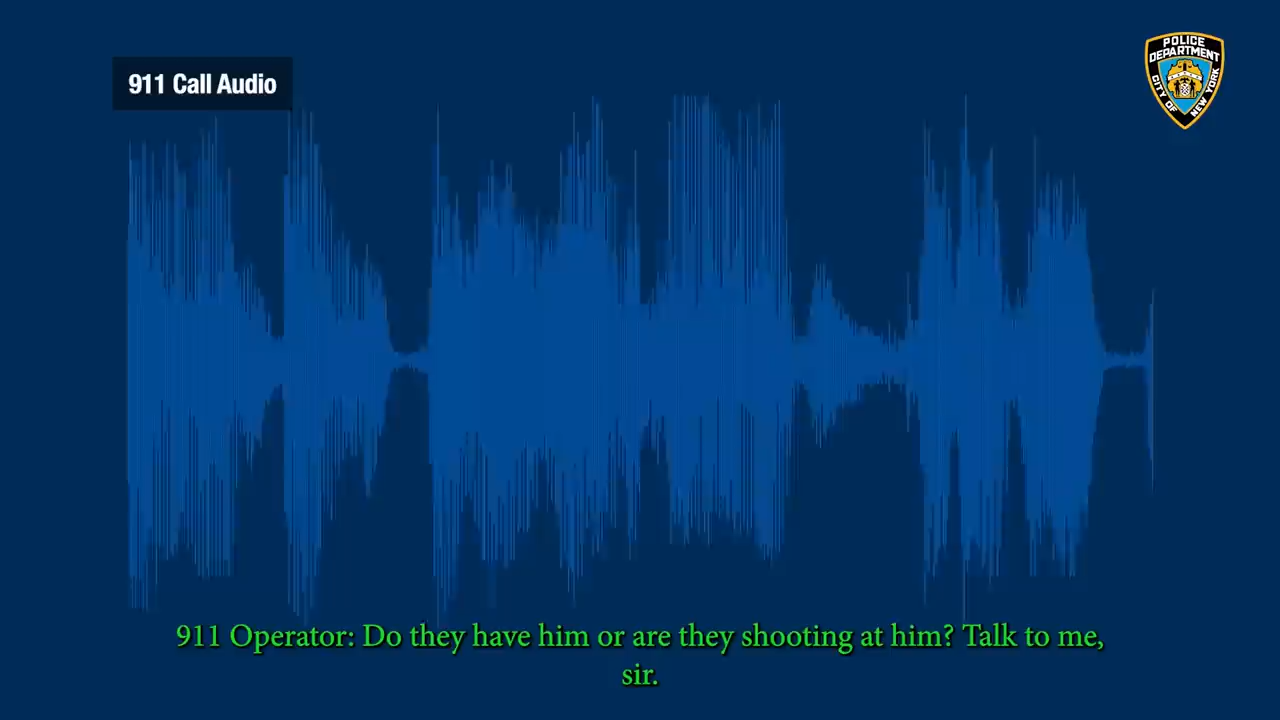 911 Call Audio
POLICE
DEPARTMENT
CITY OF
NEW YORK
911 Operator: Do they have him or are they shooting at him? Talk to me,
sir.